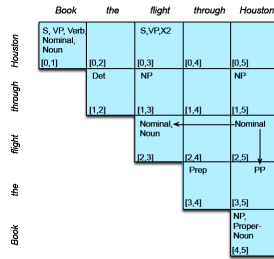 Book the flight through Houston
Houston
through
flight
the
Book
S, VP, Verb,
Nominal,
Noun
[0,1]
[0,2]
S,VP,X2
[0,3]
[0,4]
[0,5]
Det
[1,2]
NP
[1,3]
[1,4]
NP
[1,5]
Nominal,
Noun
[2,3]
[2,4]
Nominal
[2,5]
Prep
[3,4]
PP
[3,5]
NP,
Proper-
Noun
[4,5]